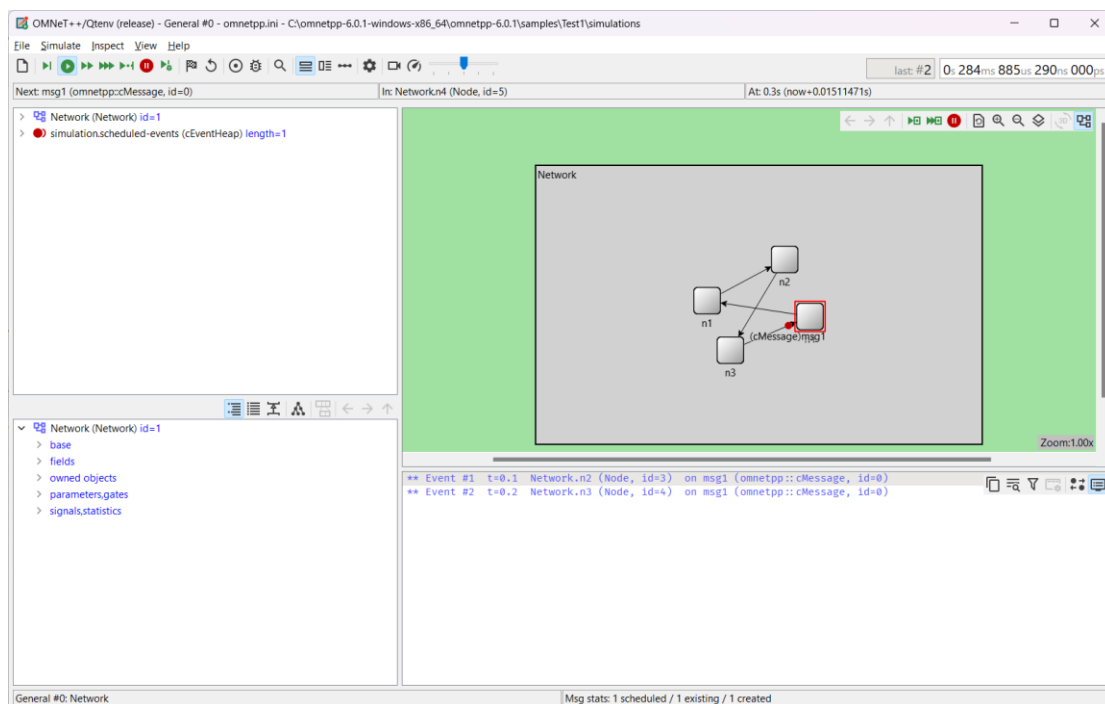 OMNeT++/Qtenv (release) - General #0 - omnetpp.ini - C:\omnetpp-6.0.1-windows-x86_64\omnetpp-6.0.1\samples\Test1\simulations
File Simulate Inspect View Help
last: #2 0s 284ms 885us 290ns 000ps
Next: msg1 (omnetpp::cMessage, id=0) In: Network.n4 (Node, id=5) At: 0.3s (now+0.01511471s)
Network (Network) id=1
simulation.scheduled-events (cEventHeap) length=1
3D
Network
n2
n1
(cMessage)msg1
n3
Zoom:1.00x
Network (Network) id=1
base
fields
owned objects
parameters,gates
signals,statistics
** Event #1 t=0.1 Network.n2 (Node, id=3) on msg1 (omnetpp::cMessage, id=0)
** Event #2 t=0.2 Network.n3 (Node, id=4) on msg1 (omnetpp::cMessage, id=0)
General #0: Network Msg stats: 1 scheduled / 1 existing / 1 created